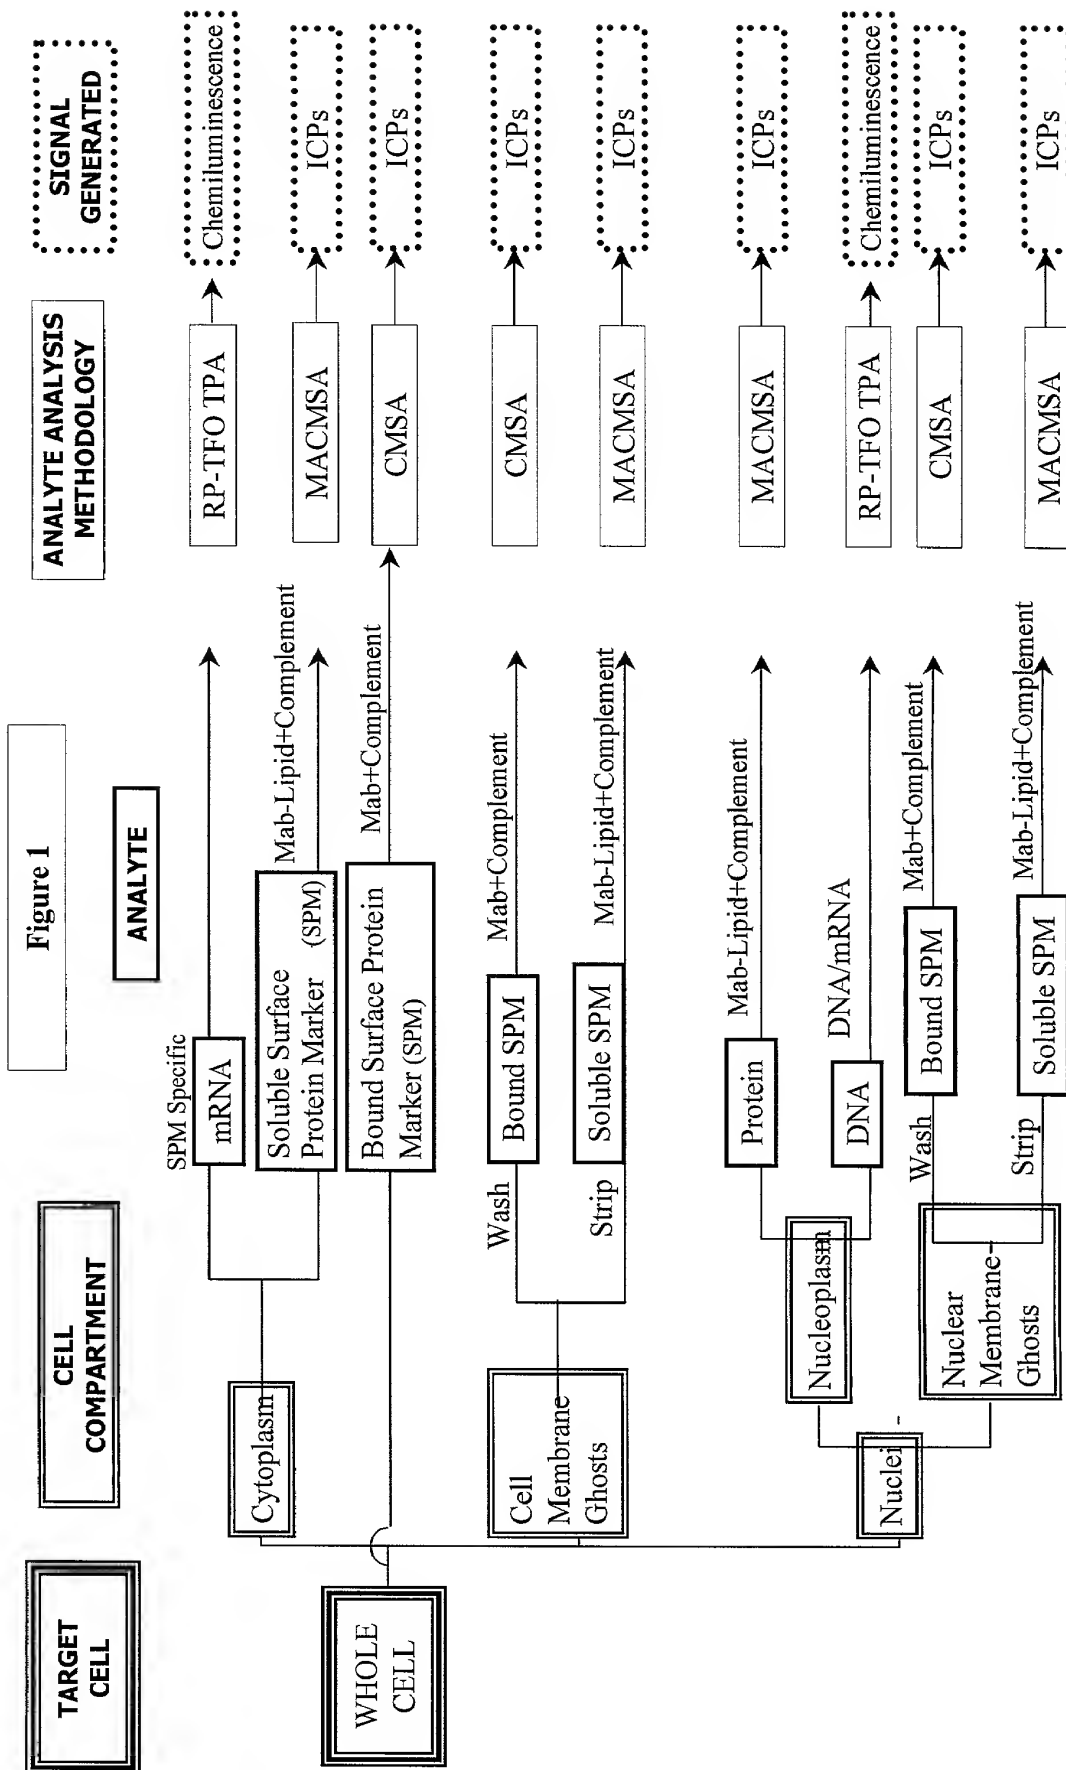 Figure 1
TARGET
CELL
CELL
COMPARTMENT
ANALYTE
ANALYTE ANALYSIS
METHODOLOGY
SIGNAL
GENERATED
WHOLE
CELL
Cytoplasm
SPM Specific
mRNA
RP-TFO TPA
Chemiluminescence
Soluble Surface
Protein Marker (SPM)
Mab-Lipid+Complement
MACMSA
ICPs
Bound Surface Protein
Marker (SPM)
Mab+Complement
CMSA
ICPs
Cell
Membrane
Ghosts
Wash
Bound SPM
Mab+Complement
CMSA
ICPs
Strip
Soluble SPM
Mab-Lipid+Complement
MACMSA
ICPs
Nuclei
Nucleoplasm
Protein
Mab-Lipid+Complement
MACMSA
ICPs
DNA
DNA/mRNA
RP-TFO TPA
Chemiluminescence
Nuclear
Membrane
Ghosts
Wash
Bound SPM
Mab+Complement
CMSA
ICPs
Strip
Soluble SPM
Mab-Lipid+Complement
MACMSA
ICPs